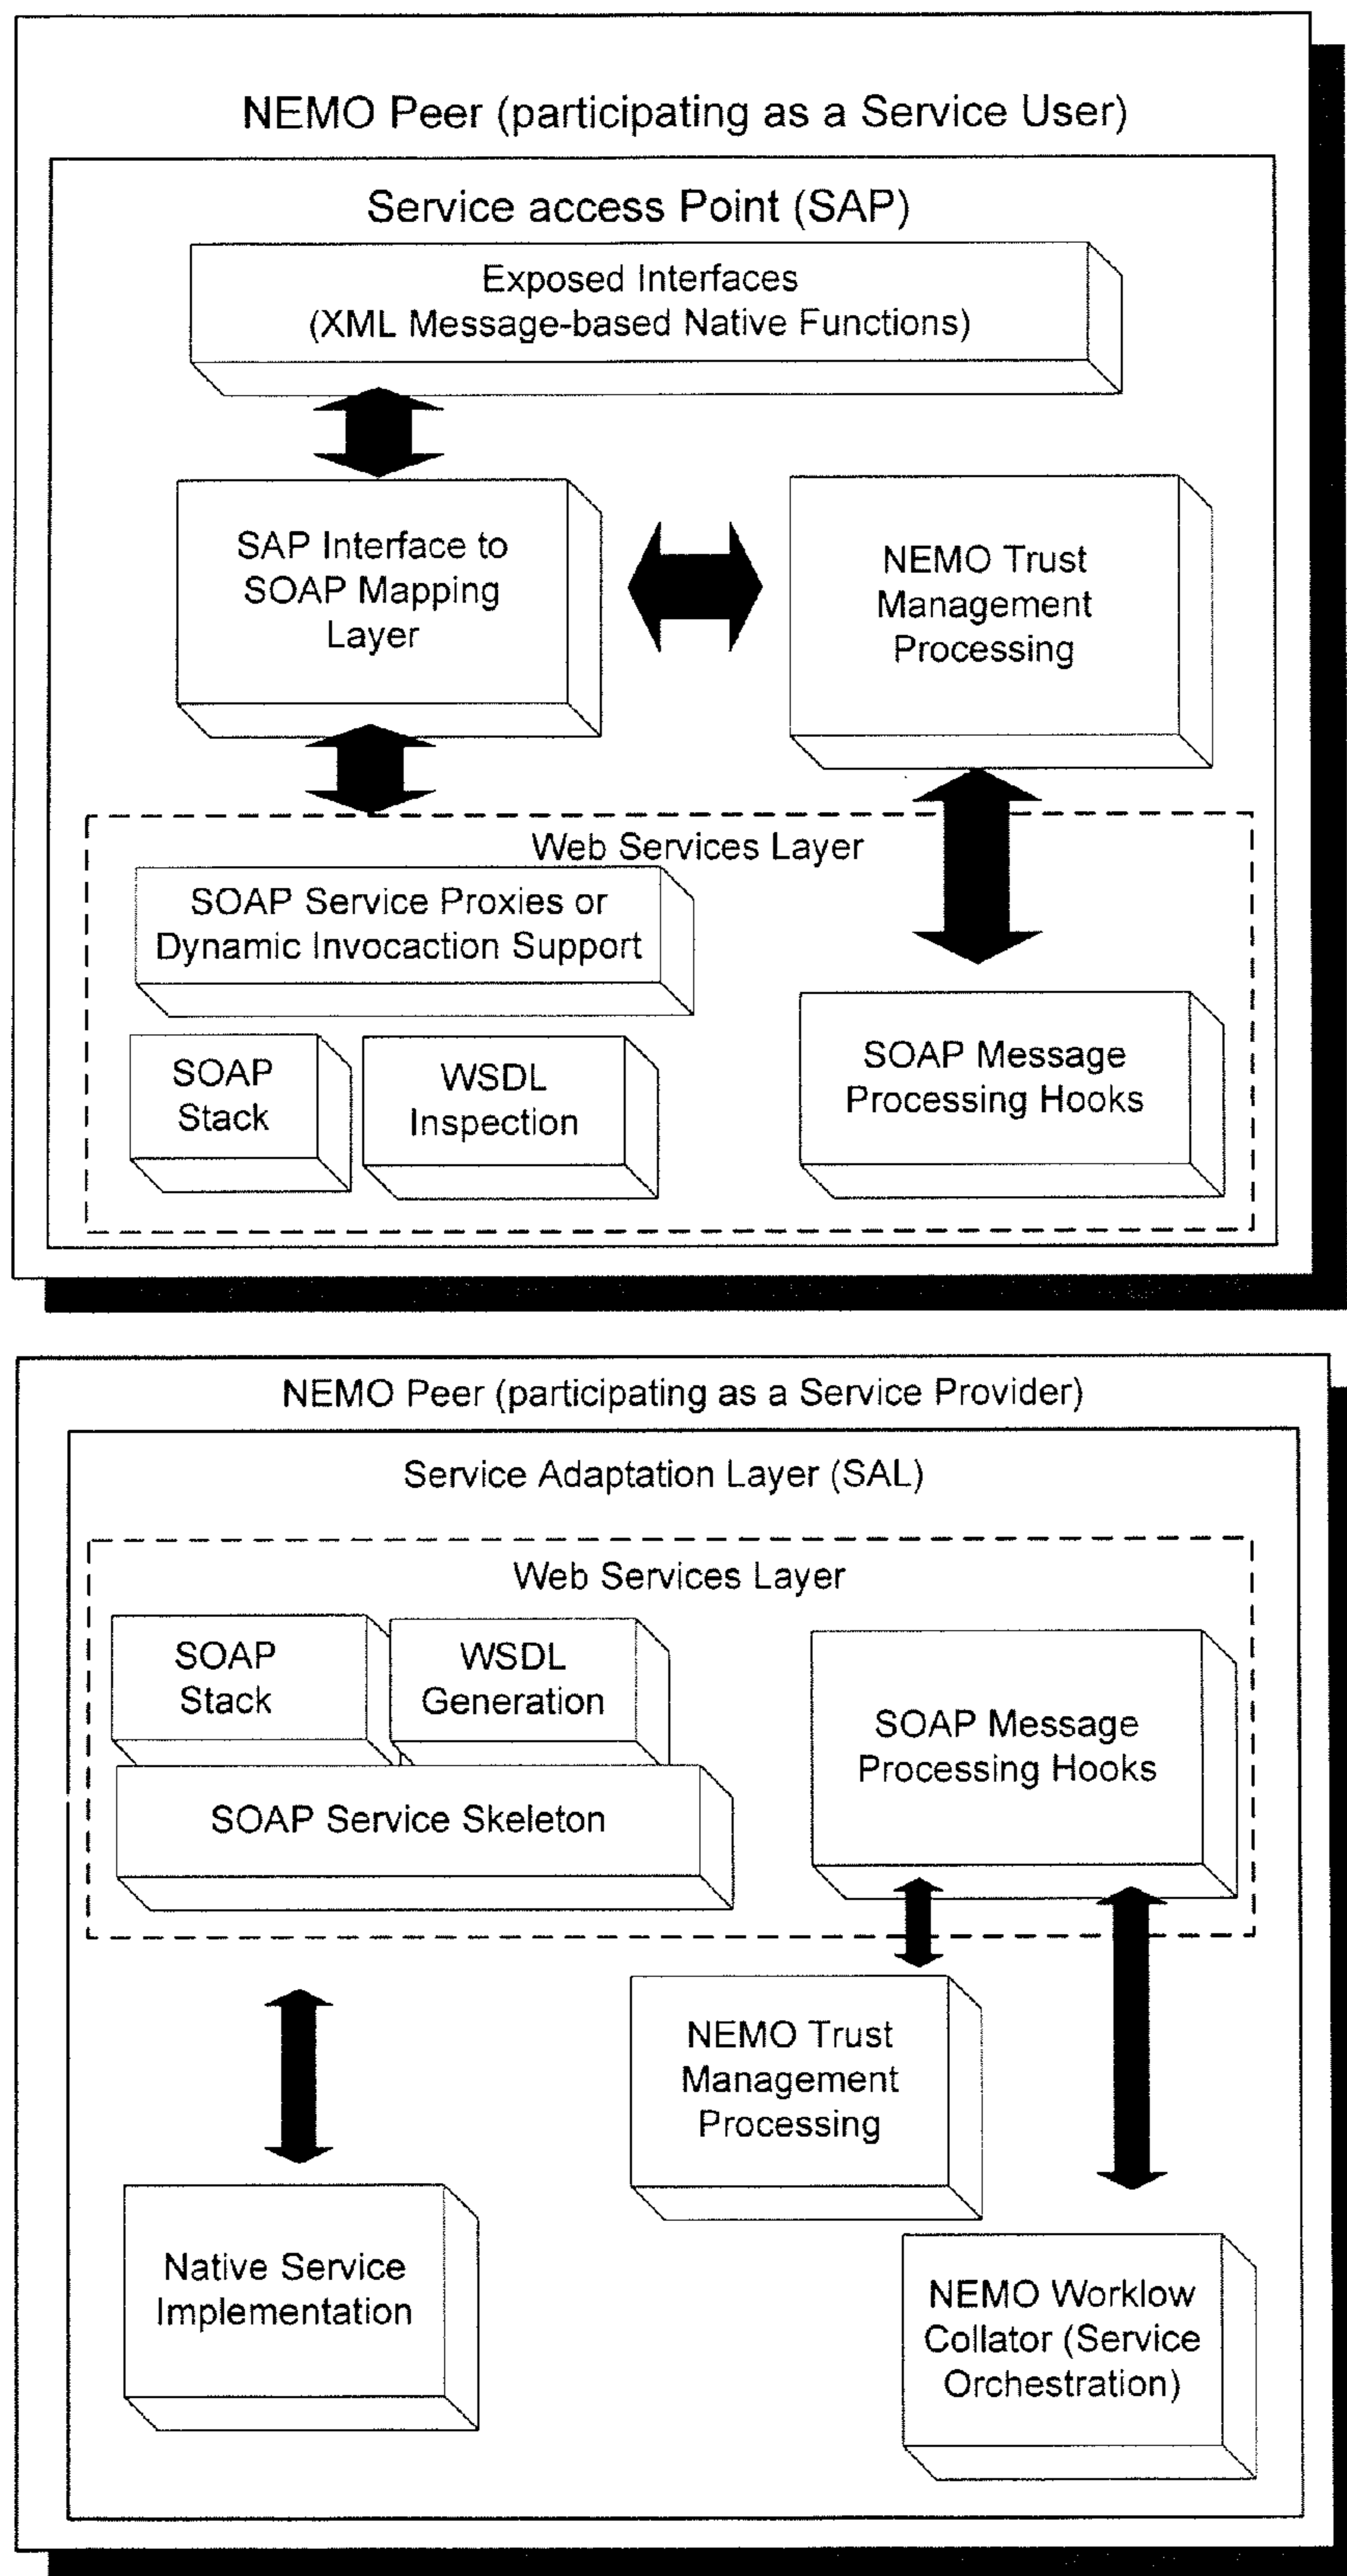 NEMO Peer (participating as a Service User)
Service access Point (SAP)
Exposed Interfaces
(XML Message-based Native Functions)
SAP Interface to
SOAP Mapping
Layer
NEMO Trust
Management
Processing
Web Services Layer
SOAP Service Proxies or
Dynamic Invocaction Support
SOAP
Stack
WSDL
Inspection
SOAP Message
Processing Hooks
NEMO Peer (participating as a Service Provider)
Service Adaptation Layer (SAL)
Web Services Layer
SOAP
Stack
WSDL
Generation
SOAP Message
Processing Hooks
SOAP Service Skeleton
NEMO Trust
Management
Processing
Native Service
Implementation
NEMO Worklow
Collator (Service
Orchestration)